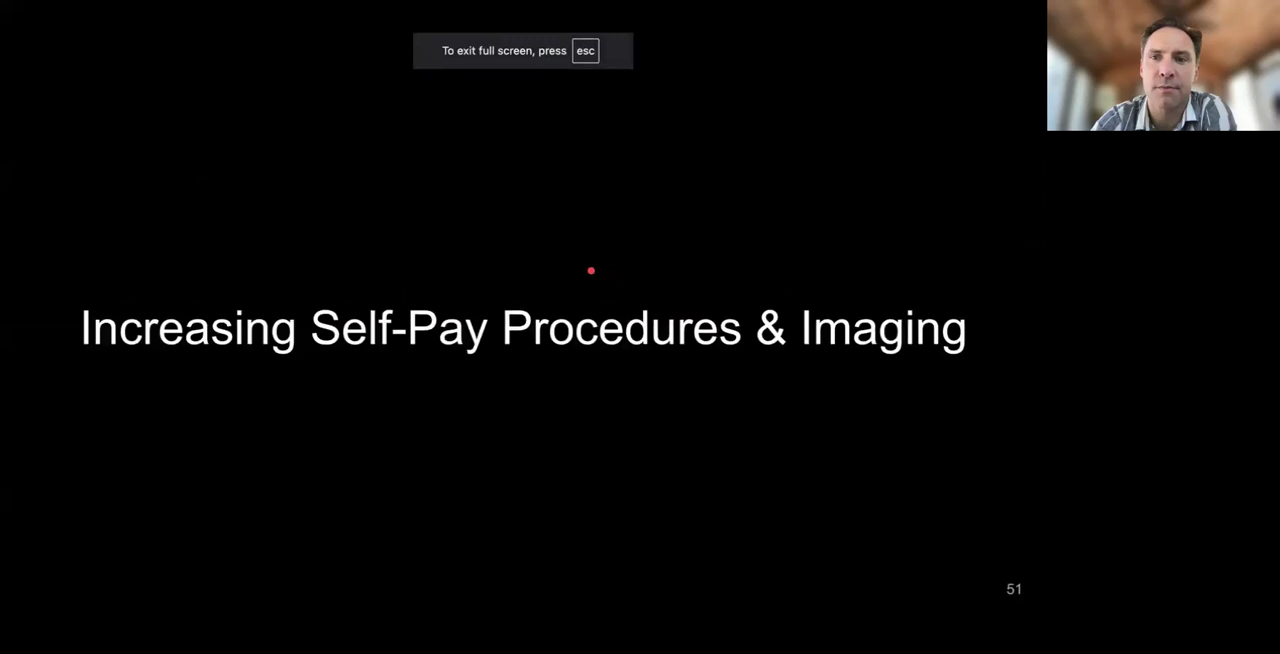 To exit full screen, press esc
Increasing Self-Pay Procedures & Imaging
51